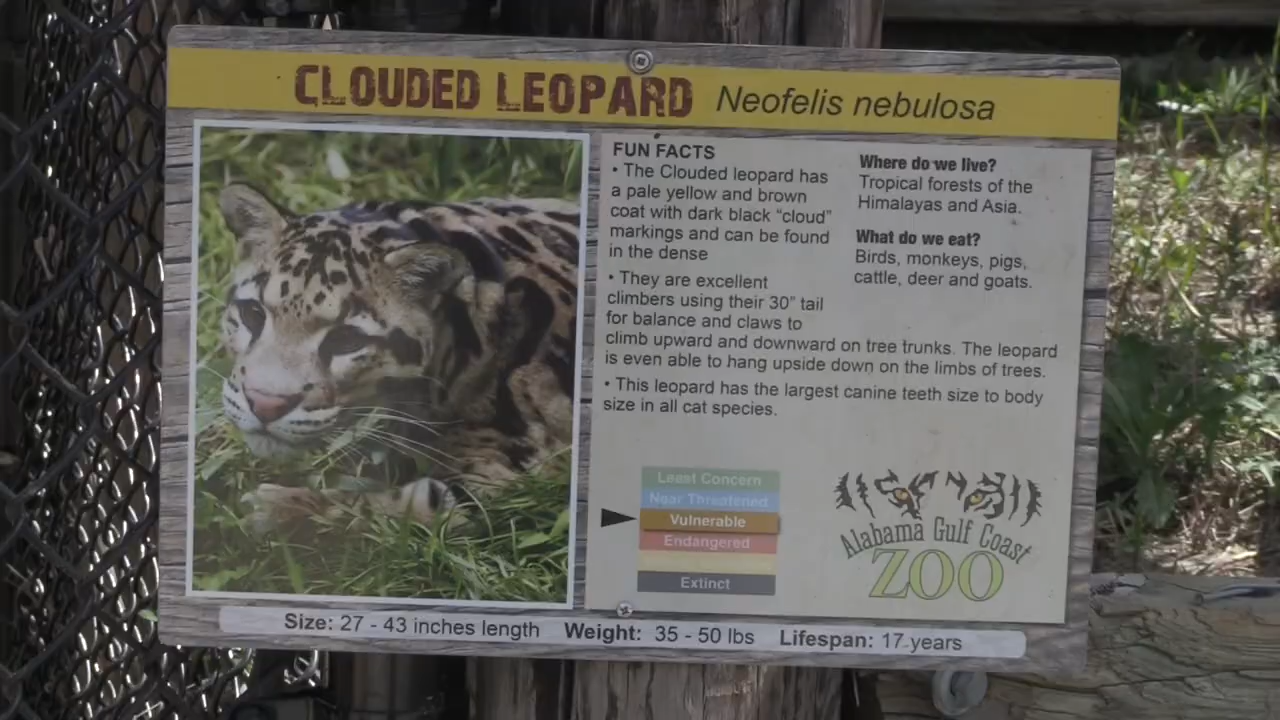 CLOUDED LEOPARD Neofelis nebulosa
FUN FACTS
• The Clouded leopard has
a pale yellow and brown
coat with dark black “cloud”
markings and can be found
in the dense
• They are excellent
climbers using their 30” tail
for balance and claws to
climb upward and downward on tree trunks. The leopard
is even able to hang upside down on the limbs of trees.
• This leopard has the largest canine teeth size to body
size in all cat species.
Where do we live?
Tropical forests of the
Himalayas and Asia.
What do we eat?
Birds, monkeys, pigs,
cattle, deer and goats.
Least Concern
Near Threatened
Vulnerable
Endangered
Extinct
Alabama Gulf Coast
ZOO
Size: 27 - 43 inches length Weight: 35 - 50 lbs Lifespan: 17 years